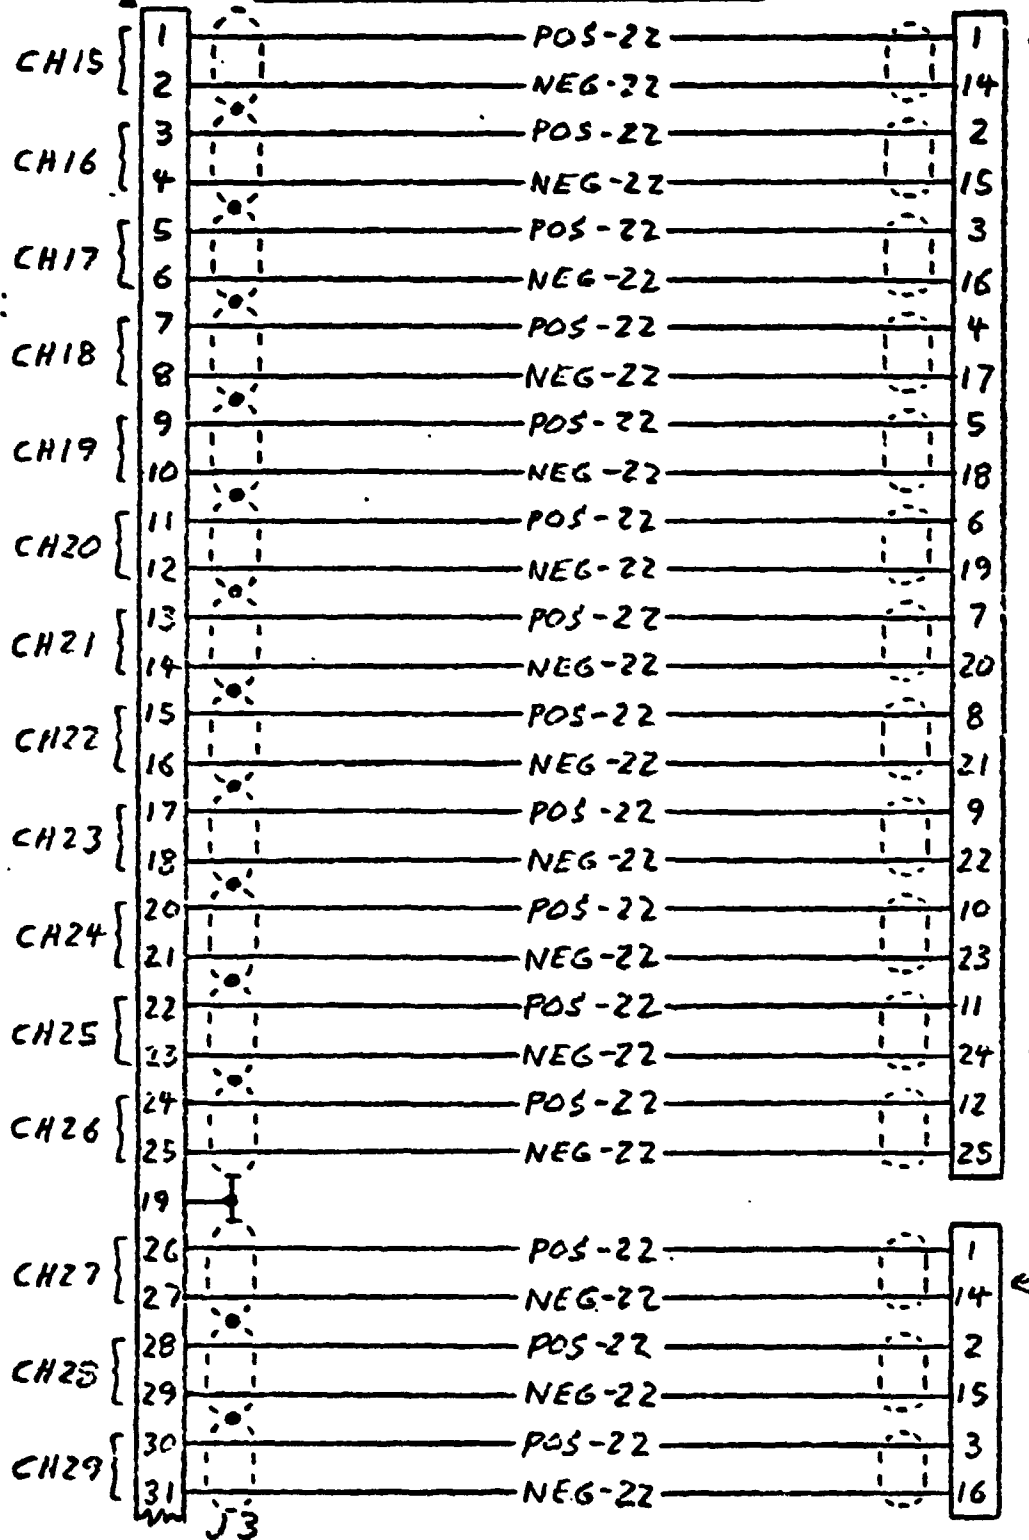 1 POS-22 1
CH15
2 NEG-22 14
3 POS-22 2
CH16
4 NEG-22 15
5 POS-22 3
CH17
6 NEG-22 16
7 POS-22 4
CH18
8 NEG-22 17
9 POS-22 5
CH19
10 NEG-22 18
11 POS-22 6
CH20
12 NEG-22 19
13 POS-22 7
CH21
14 NEG-22 20
15 POS-22 8
CH22
16 NEG-22 21
17 POS-22 9
CH23
18 NEG-22 22
20 POS-22 10
CH24
21 NEG-22 23
22 POS-22 11
CH25
23 NEG-22 24
24 POS-22 12
CH26
25 NEG-22 25
19
26 POS-22 1
CH27
27 NEG-22 14
28 POS-22 2
CH28
29 NEG-22 15
30 POS-22 3
CH29
31 NEG-22 16
J3